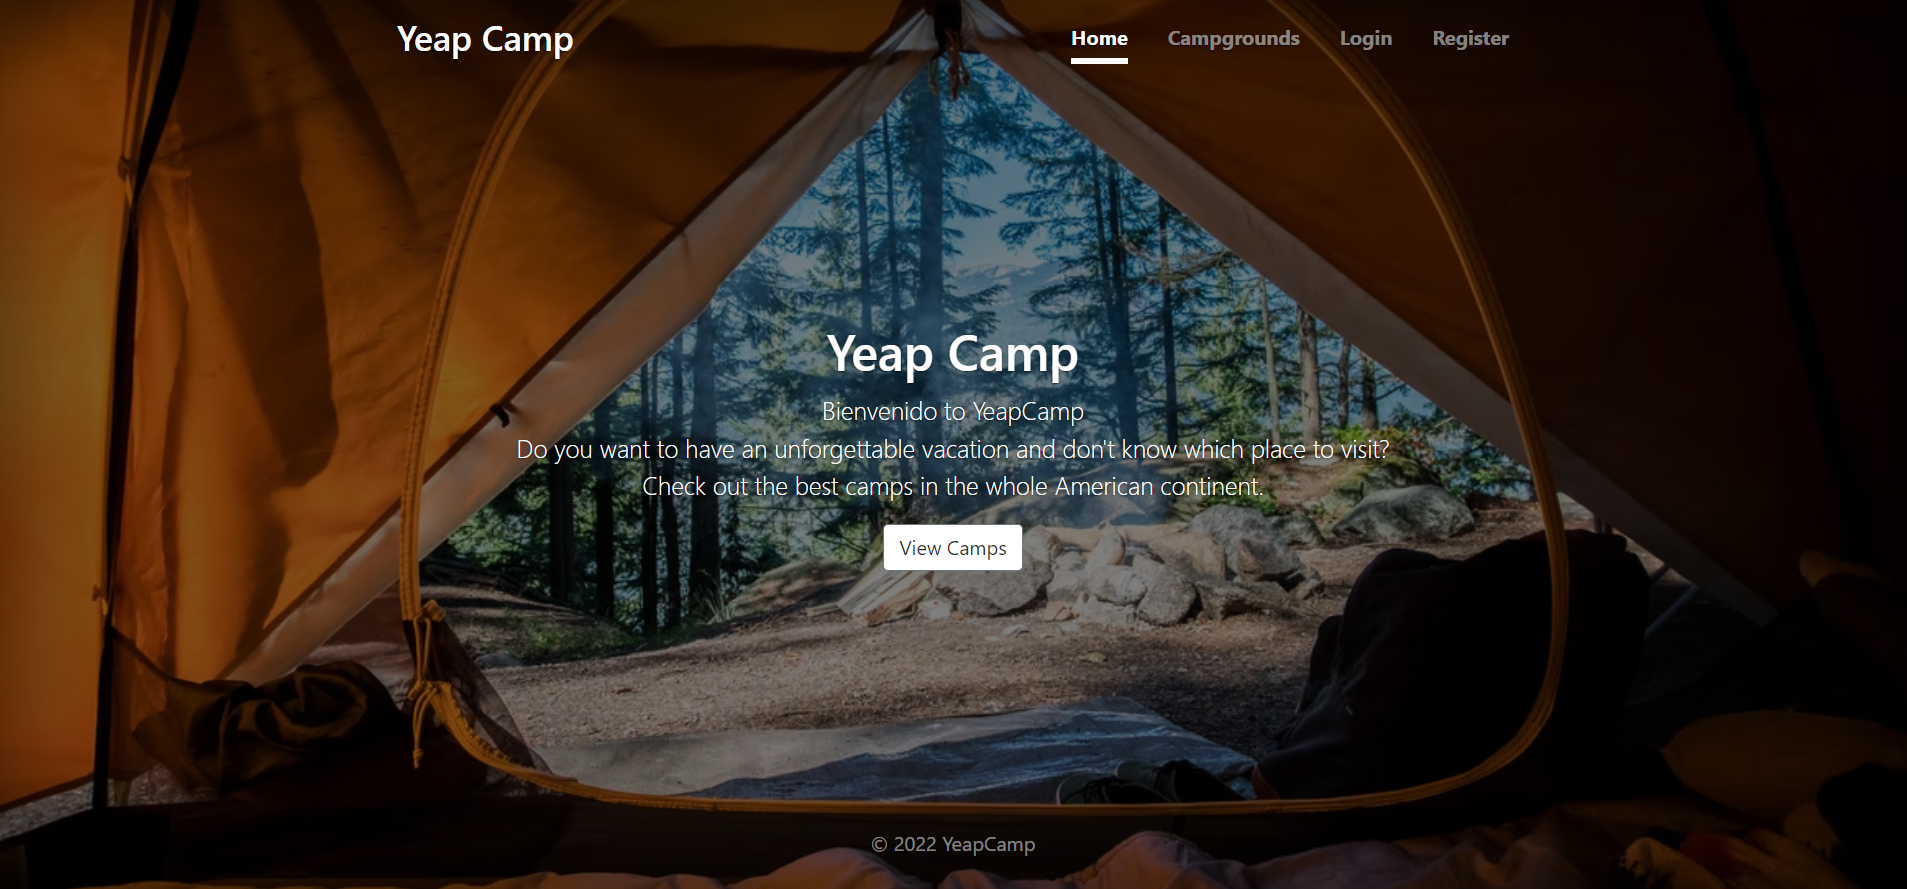 Yeap Camp
Home Campgrounds Login Register
Yeap Camp
Bienvenido to YeapCamp
Do you want to have an unforgettable vacation and don't know which place to visit?
Check out the best camps in the whole American continent.
View Camps
© 2022 YeapCamp